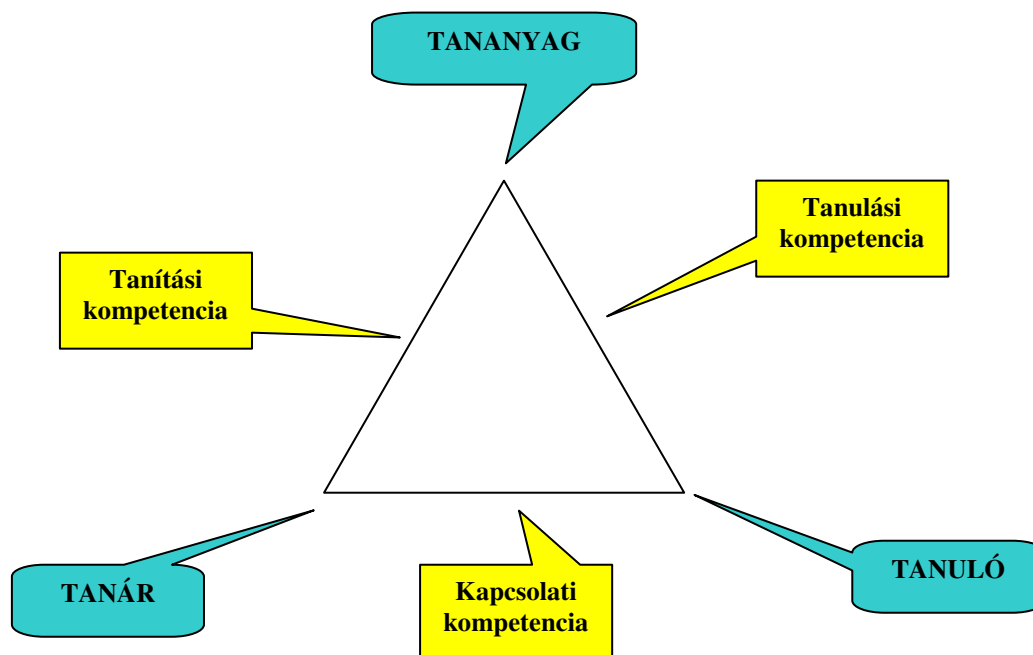 TANANYAG
Tanulási
kompetencia
Tanítási
kompetencia
TANÁR
Kapcsolati
kompetencia
TANULÓ